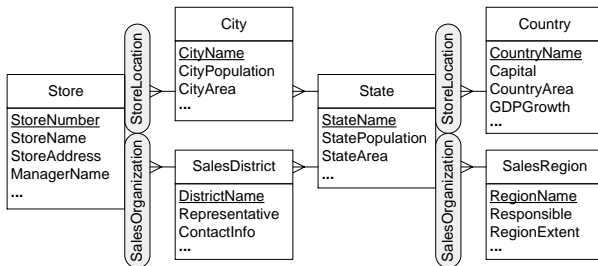 Store
StoreNumber
StoreName
StoreAddress
ManagerName
...
StoreLocation
SalesOrganization
City
CityName
CityPopulation
CityArea
...
SalesDistrict
DistrictName
Representative
ContactInfo
...
State
StateName
StatePopulation
StateArea
...
StoreLocation
SalesOrganization
Country
CountryName
Capital
CountryArea
GDPGrowth
...
SalesRegion
RegionName
Responsible
RegionExtent
...